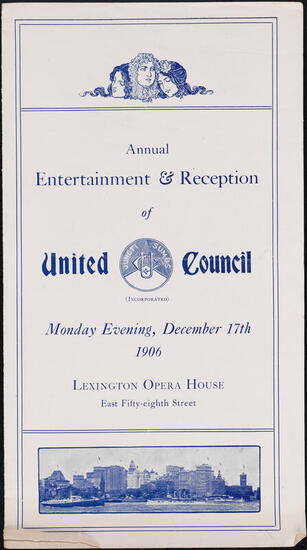 Annual
Entertainment & Reception
of
United Council
(Incorporated)
Monday Evening, December 17th
1906
Lexington Opera House
East Fifty-eighth Street